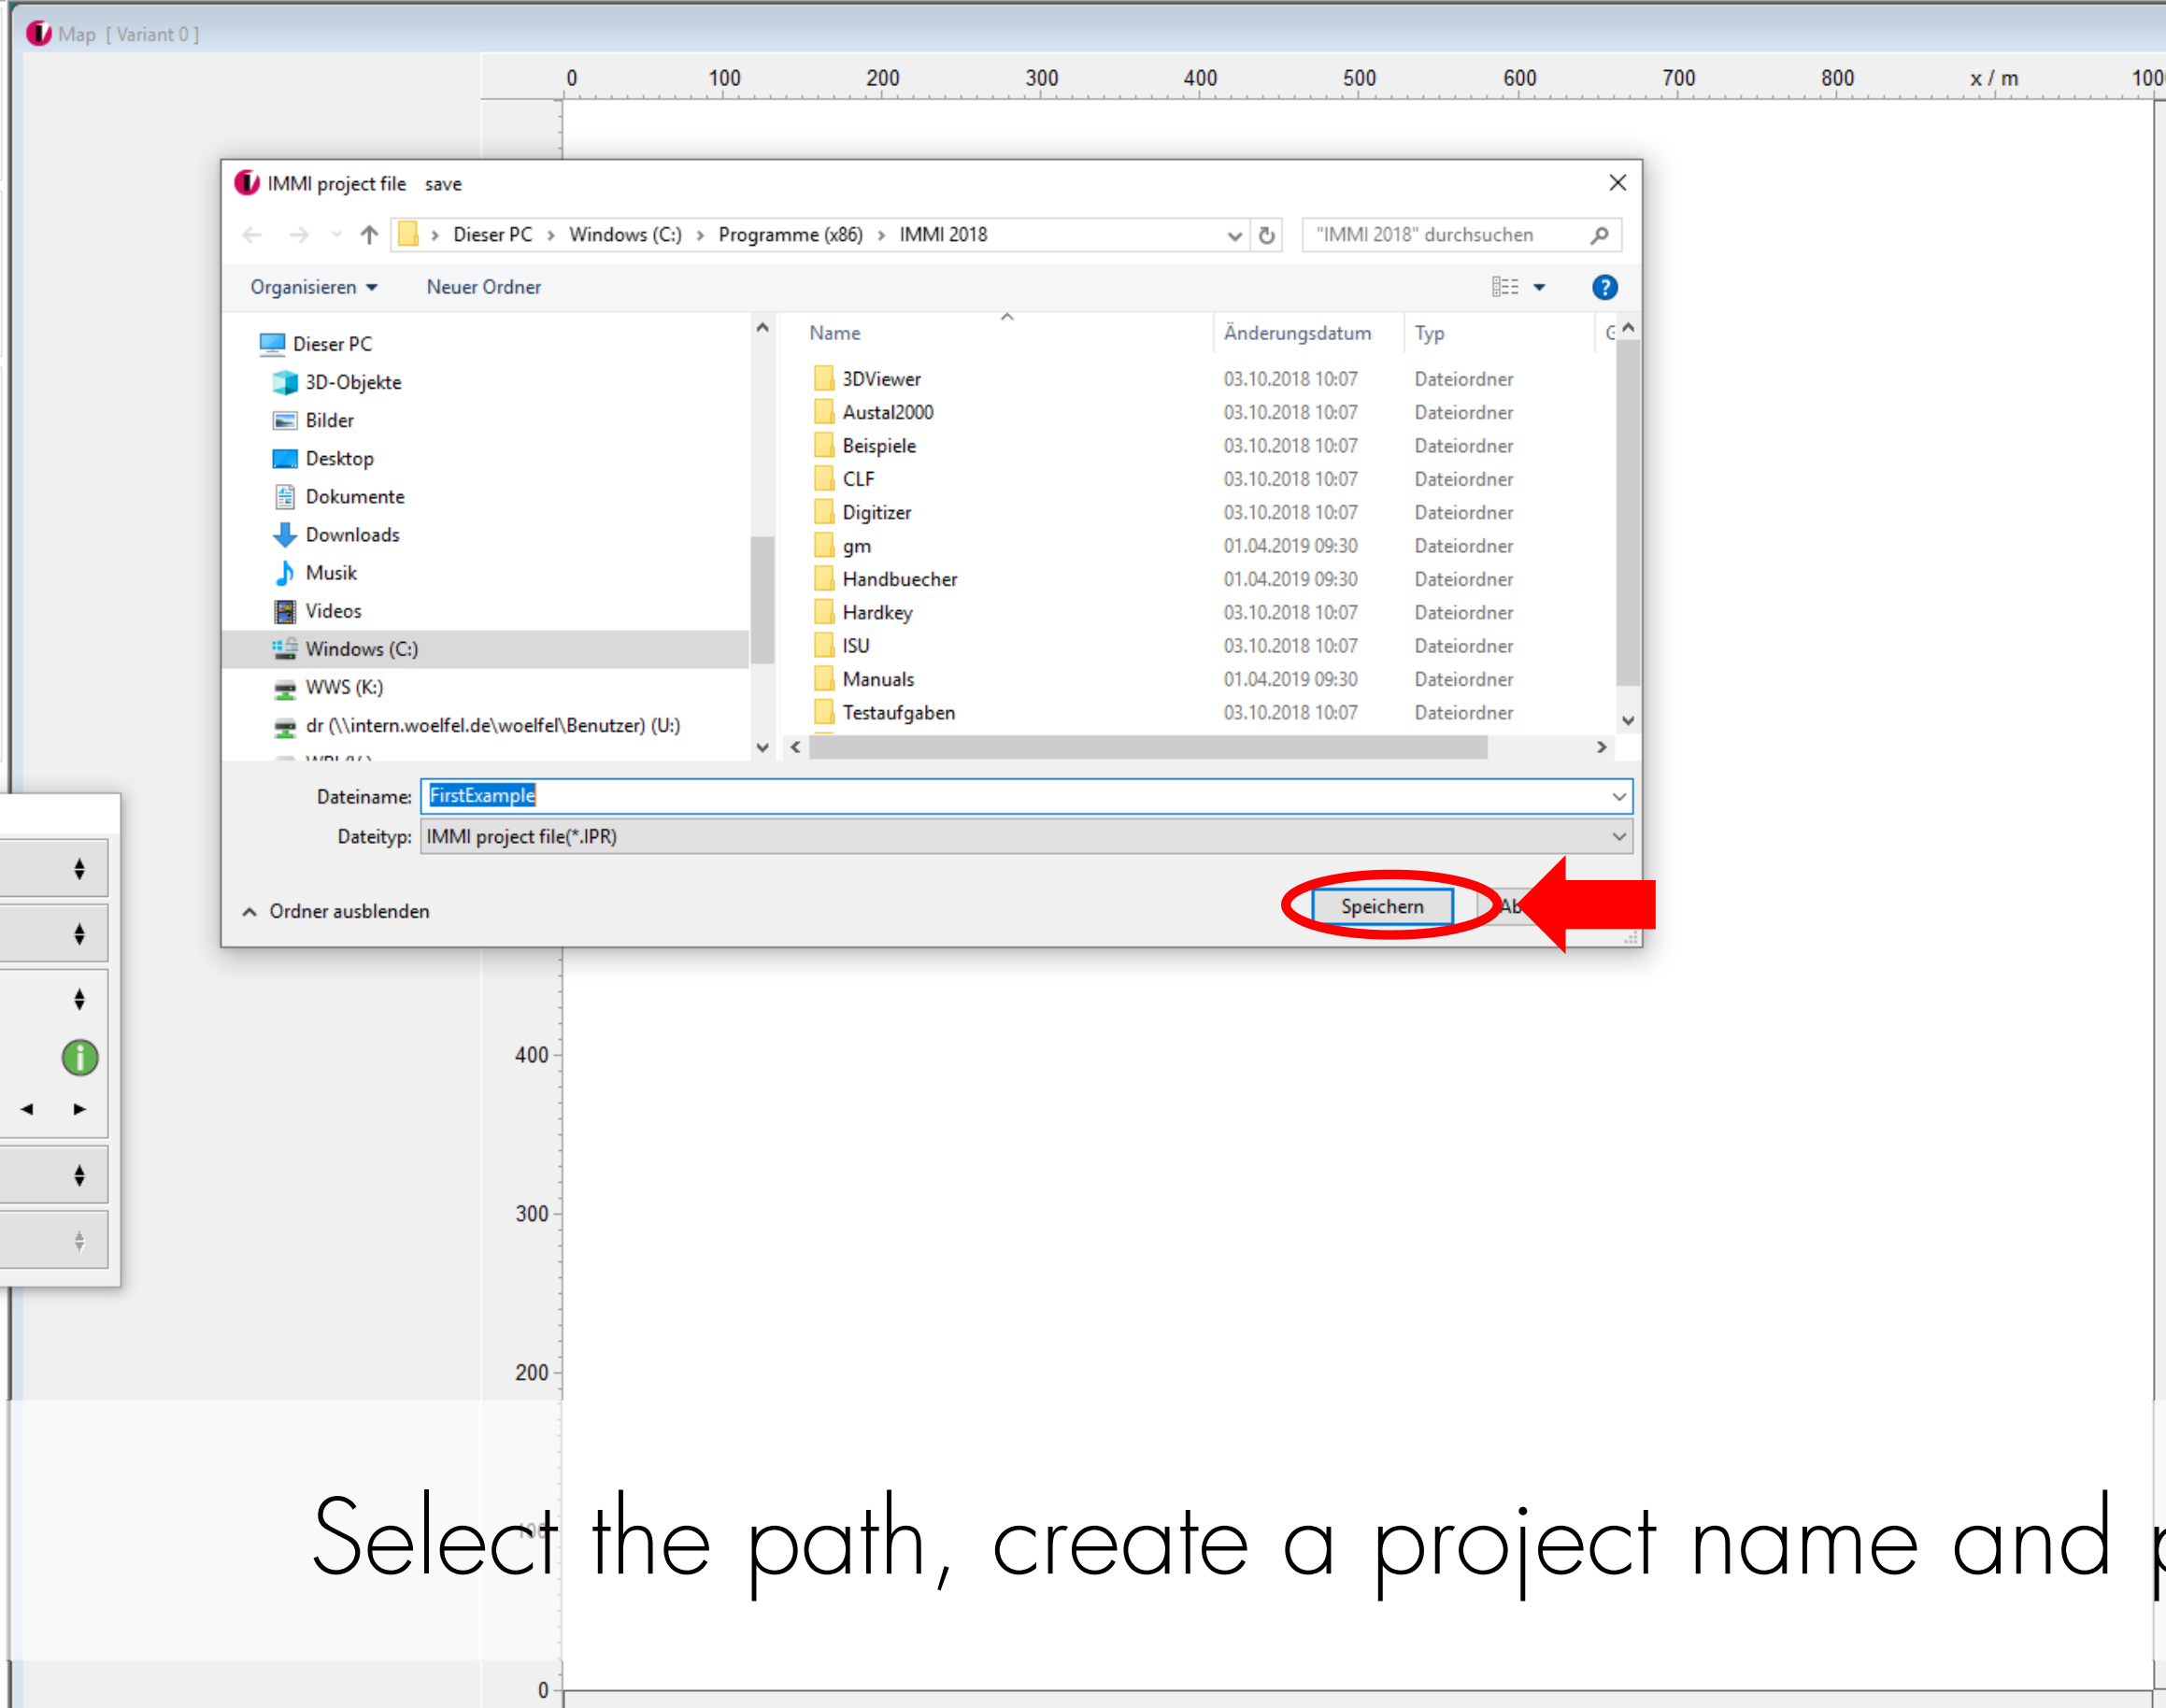 Map [ Variant 0 ]
0 100 200 300 400 500 600 700 800 x / m 100
IMMI project file save
Dieser PC > Windows (C:) > Programme (x86) > IMMI 2018
"IMMI 2018" durchsuchen
Organisieren Neuer Ordner
Name Änderungsdatum Typ
Dieser PC
3D-Objekte
Bilder
Desktop
Dokumente
Downloads
Musik
Videos
Windows (C:)
WWS (K:)
dr (\\intern.woelfel.de\woelfel\Benutzer) (U:)
3DViewer 03.10.2018 10:07 Dateiordner
Austal2000 03.10.2018 10:07 Dateiordner
Beispiele 03.10.2018 10:07 Dateiordner
CLF 03.10.2018 10:07 Dateiordner
Digitizer 03.10.2018 10:07 Dateiordner
gm 01.04.2019 09:30 Dateiordner
Handbuecher 01.04.2019 09:30 Dateiordner
Hardkey 03.10.2018 10:07 Dateiordner
ISU 03.10.2018 10:07 Dateiordner
Manuals 01.04.2019 09:30 Dateiordner
Testaufgaben 03.10.2018 10:07 Dateiordner
Dateiname: FirstExample
Dateityp: IMMI project file(*.IPR)
Ordner ausblenden
Speichern Ab
400
300
200
100
Select the path, create a project name and
0